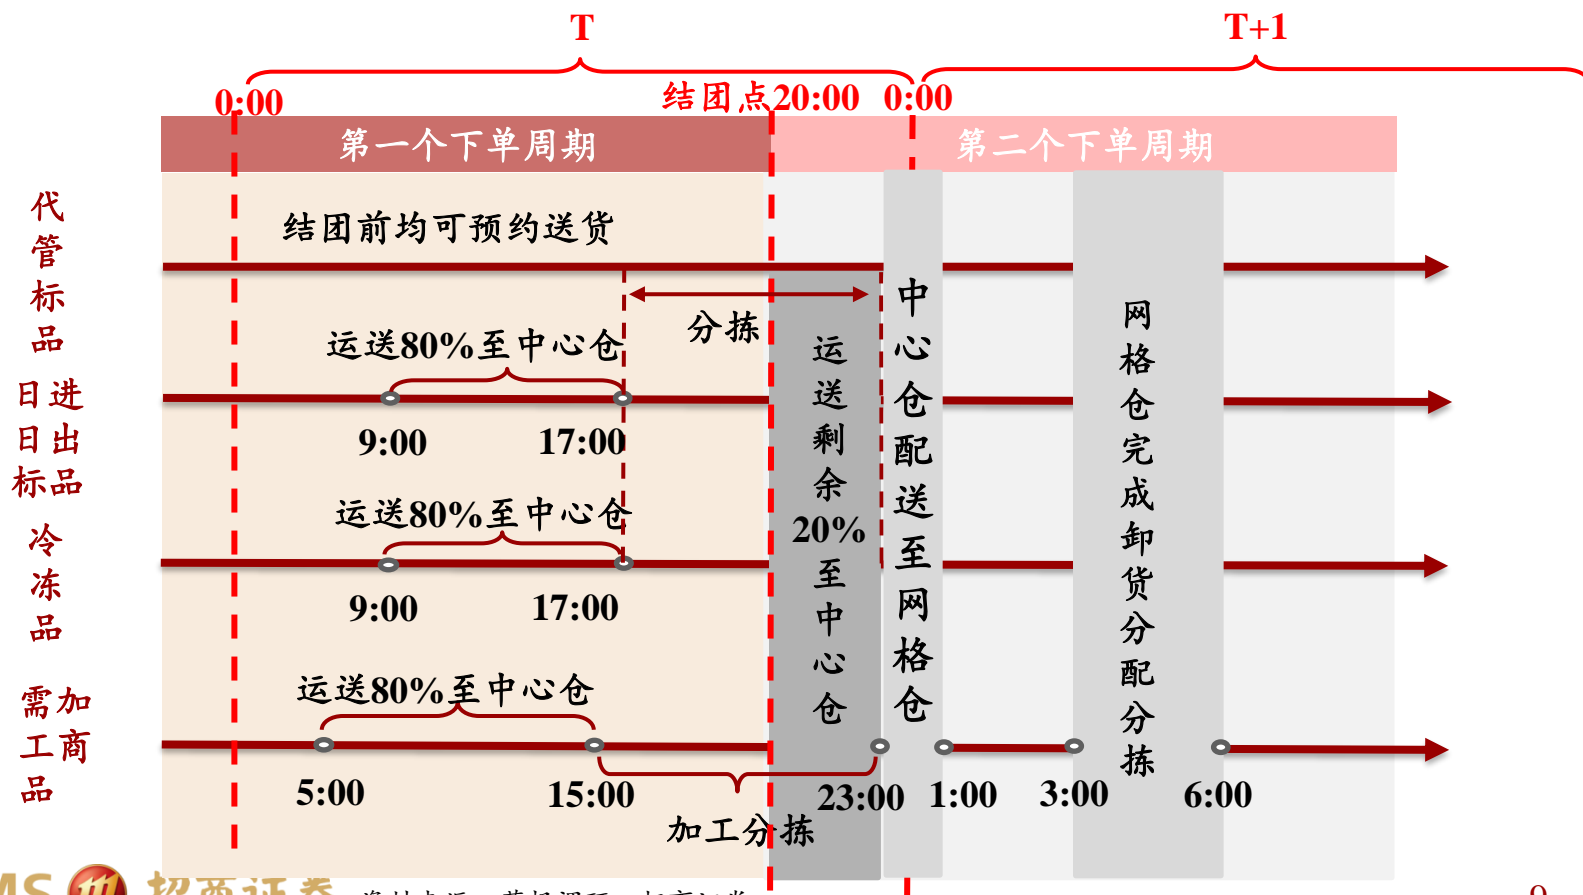 T
T+1
0:00
结团点20:00
0:00
第一个下单周期
第二个下单周期
代管标品
结团前均可预约送货
分拣
运送80%至中心仓
日进日出标品
9:00
17:00
运送80%至中心仓
冷冻品
9:00
17:00
运送80%至中心仓
需加工商品
5:00
15:00
加工分拣
运送剩余20%至中心仓
中心仓配送至网格仓
网格仓完成卸货分配分拣
23:00
1:00
3:00
6:00
招商证券